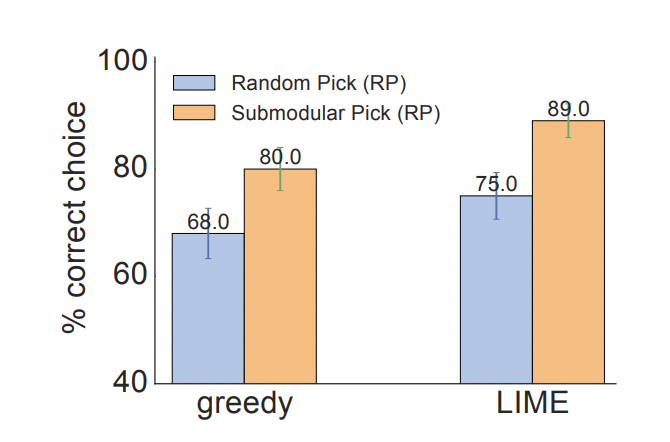 100
Random Pick (RP)
Submodular Pick (RP)
89.0
80
80.0
75.0
68.0
60
40
% correct choice
greedy
LIME